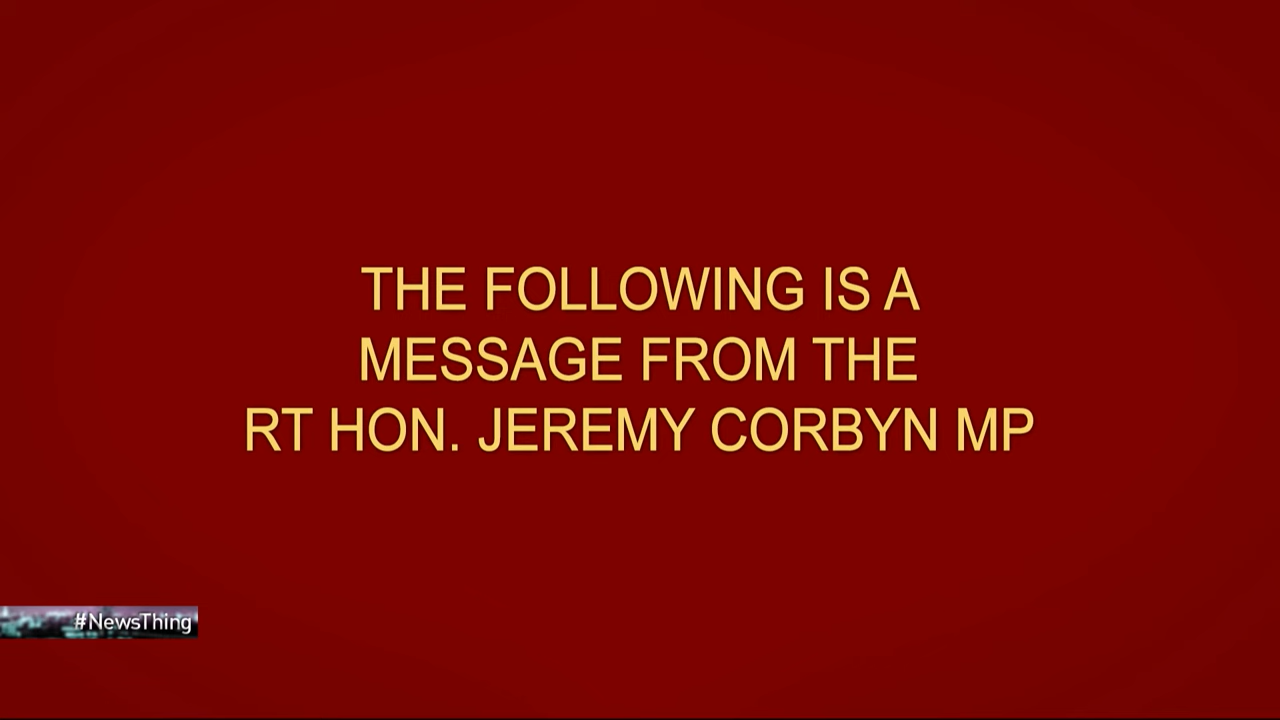 THE FOLLOWING IS A
MESSAGE FROM THE
RT HON. JEREMY CORBYN MP
#NewsThing